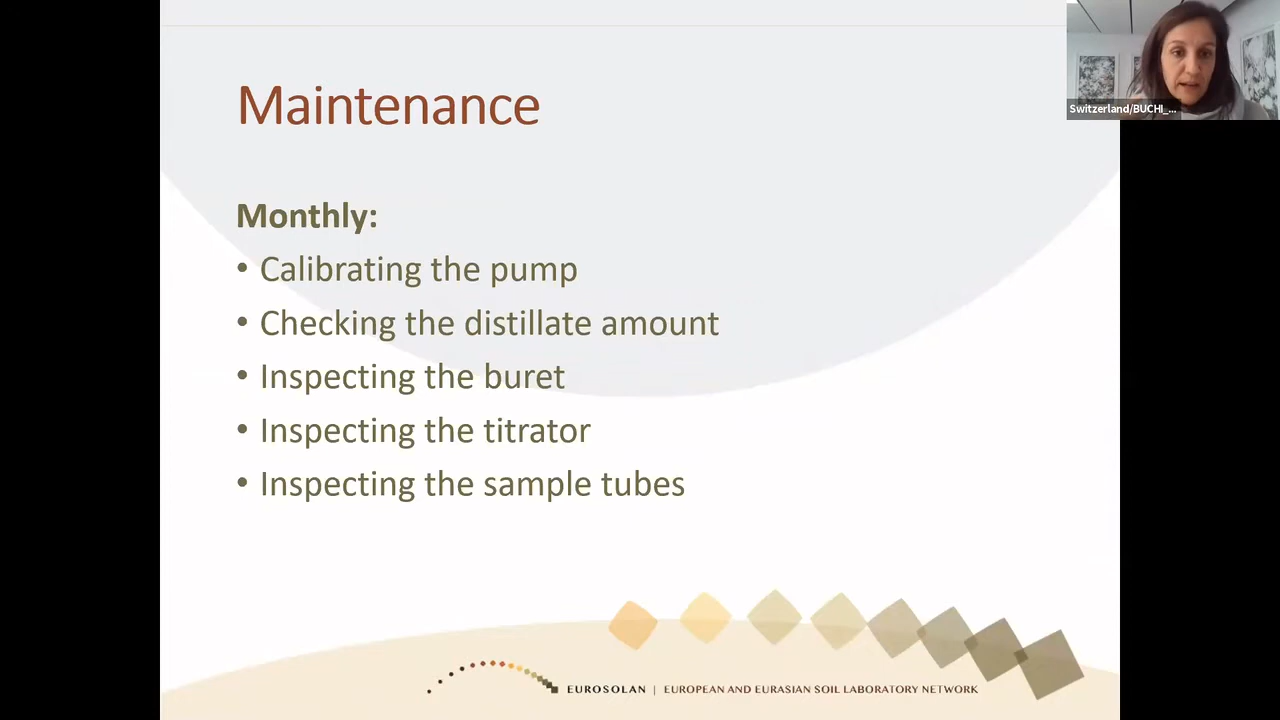 Maintenance
Switzerland/BUCHI_...
Monthly:
• Calibrating the pump
• Checking the distillate amount
• Inspecting the buret
• Inspecting the titrator
• Inspecting the sample tubes
EUROSOLAN | EUROPEAN AND EURASIAN SOIL LABORATORY NETWORK